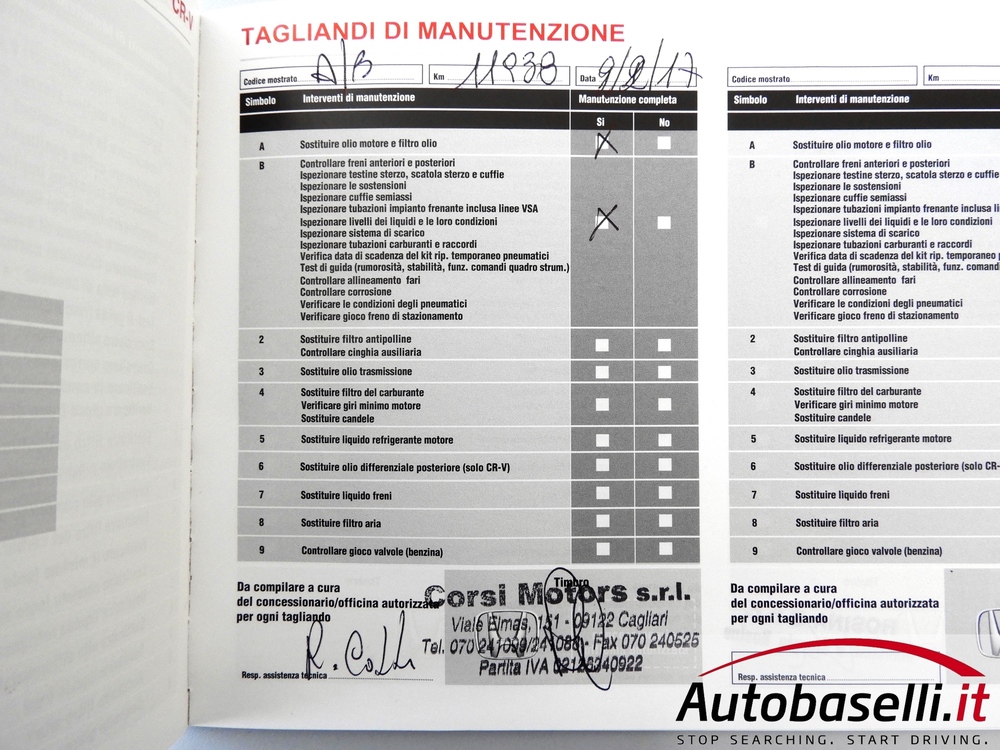 CR-V
TAGLIANDI DI MANUTENZIONE
Codice mostrato A/B Km 11938 Data 9/2/17
Simbolo Interventi di manutenzione Manutenzione completa
Si No
A Sostituire olio motore e filtro olio
B Controllare freni anteriori e posteriori
Ispezionare testine sterzo, scatola sterzo e cuffie
Ispezionare le sostensioni
Ispezionare cuffie semiassi
Ispezionare tubazioni impianto frenante inclusa linee VSA
Ispezionare livelli dei liquidi e le loro condizioni
Ispezionare sistema di scarico
Ispezionare tubazioni carburanti e raccordi
Verifica data di scadenza del kit rip. temporaneo pneumatici
Test di guida (rumorosità, stabilità, funz. comandi quadro strum.)
Controllare allineamento fari
Controllare corrosione
Verificare le condizioni degli pneumatici
Verificare gioco freno di stazionamento
2 Sostituire filtro antipolline
Controllare cinghia ausiliaria
3 Sostituire olio trasmissione
4 Sostituire filtro del carburante
Verificare giri minimo motore
Sostituire candele
5 Sostituire liquido refrigerante motore
6 Sostituire olio differenziale posteriore (solo CR-V)
7 Sostituire liquido freni
8 Sostituire filtro aria
9 Controllare gioco valvole (benzina)
Da compilare a cura
del concessionario/officina autorizzata
per ogni tagliando
Timbro
Corsi Motors s.r.l.
Viale Elmas, 151 - 09122 Cagliari
Tel. 070 241099/241088 - Fax 070 240525
Partita IVA 02126240922
Resp. assistenza tecnica
Codice mostrato Km
Simbolo Interventi di manutenzione
A Sostituire olio motore e filtro olio
B Controllare freni anteriori e posteriori
Ispezionare testine sterzo, scatola sterzo e cuffie
Ispezionare le sostensioni
Ispezionare cuffie semiassi
Ispezionare tubazioni impianto frenante inclusa li
Ispezionare livelli dei liquidi e le loro condizioni
Ispezionare sistema di scarico
Ispezionare tubazioni carburanti e raccordi
Verifica data di scadenza del kit rip. temporaneo
Test di guida (rumorosità, stabilità, funz. comandi
Controllare allineamento fari
Controllare corrosione
Verificare le condizioni degli pneumatici
Verificare gioco freno di stazionamento
2 Sostituire filtro antipolline
Controllare cinghia ausiliaria
3 Sostituire olio trasmissione
4 Sostituire filtro del carburante
Verificare giri minimo motore
Sostituire candele
5 Sostituire liquido refrigerante motore
6 Sostituire olio differenziale posteriore (solo CR-
7 Sostituire liquido freni
8 Sostituire filtro aria
9 Controllare gioco valvole (benzina)
Da compilare a cura
del concessionario/officina autorizzata
per ogni tagliando
Resp. assistenza tecnica
Autobaselli.it
STOP SEARCHING. START DRIVING.